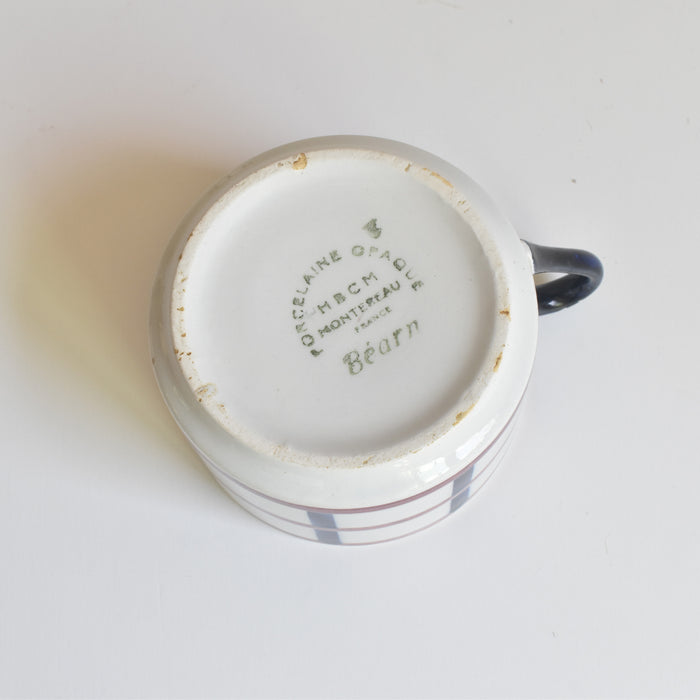 PORCELAINE OPAQUE
HBCM
MONTEREAU
FRANCE
Béarn